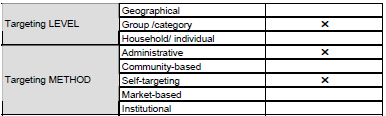 Geographical
Targeting LEVEL Group /category ×
Household/ individual
Administrative ×
Community-based
Targeting METHOD Self-targeting ×
Market-based
Institutional